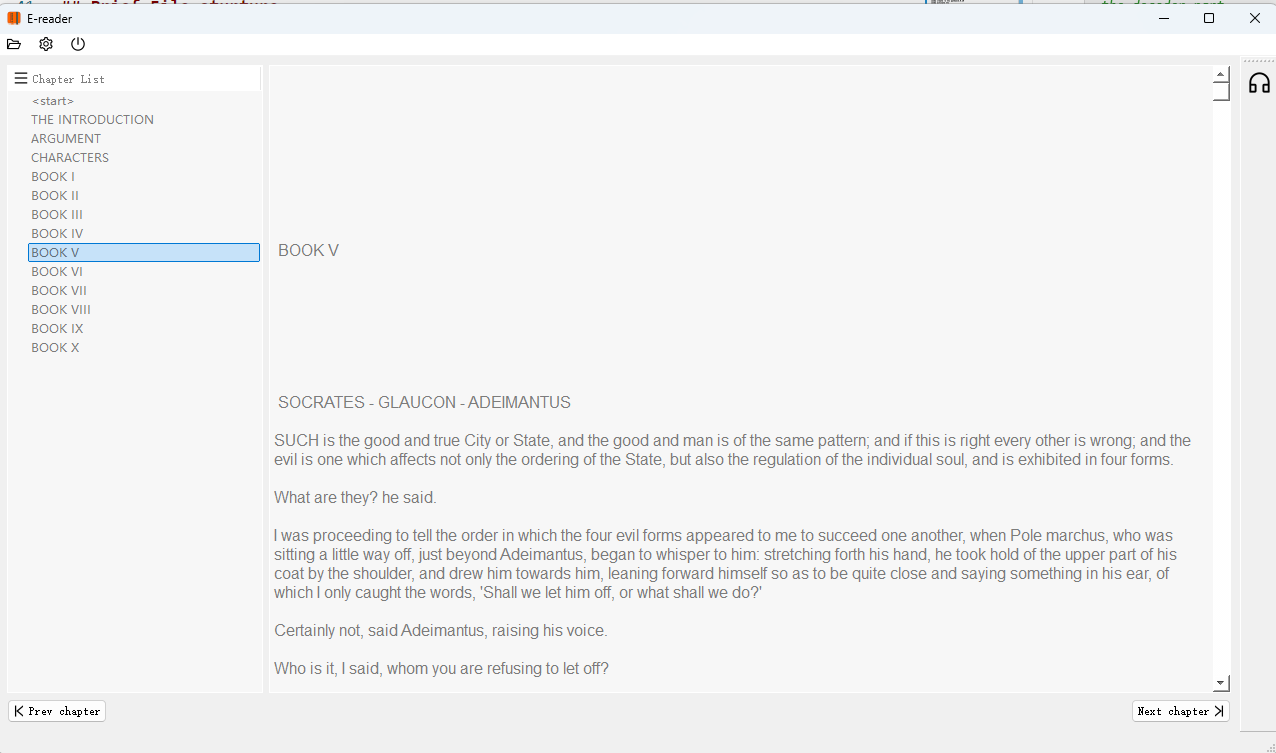 E-reader
Chapter List
<start>
THE INTRODUCTION
ARGUMENT
CHARACTERS
BOOK I
BOOK II
BOOK III
BOOK IV
BOOK V
BOOK VI
BOOK VII
BOOK VIII
BOOK IX
BOOK X
BOOK V
SOCRATES - GLAUCON - ADEIMANTUS
SUCH is the good and true City or State, and the good and man is of the same pattern; and if this is right every other is wrong; and the
evil is one which affects not only the ordering of the State, but also the regulation of the individual soul, and is exhibited in four forms.
What are they? he said.
I was proceeding to tell the order in which the four evil forms appeared to me to succeed one another, when Pole marchus, who was
sitting a little way off, just beyond Adeimantus, began to whisper to him: stretching forth his hand, he took hold of the upper part of his
coat by the shoulder, and drew him towards him, leaning forward himself so as to be quite close and saying something in his ear, of
which I only caught the words, 'Shall we let him off, or what shall we do?'
Certainly not, said Adeimantus, raising his voice.
Who is it, I said, whom you are refusing to let off?
Prev chapter
Next chapter